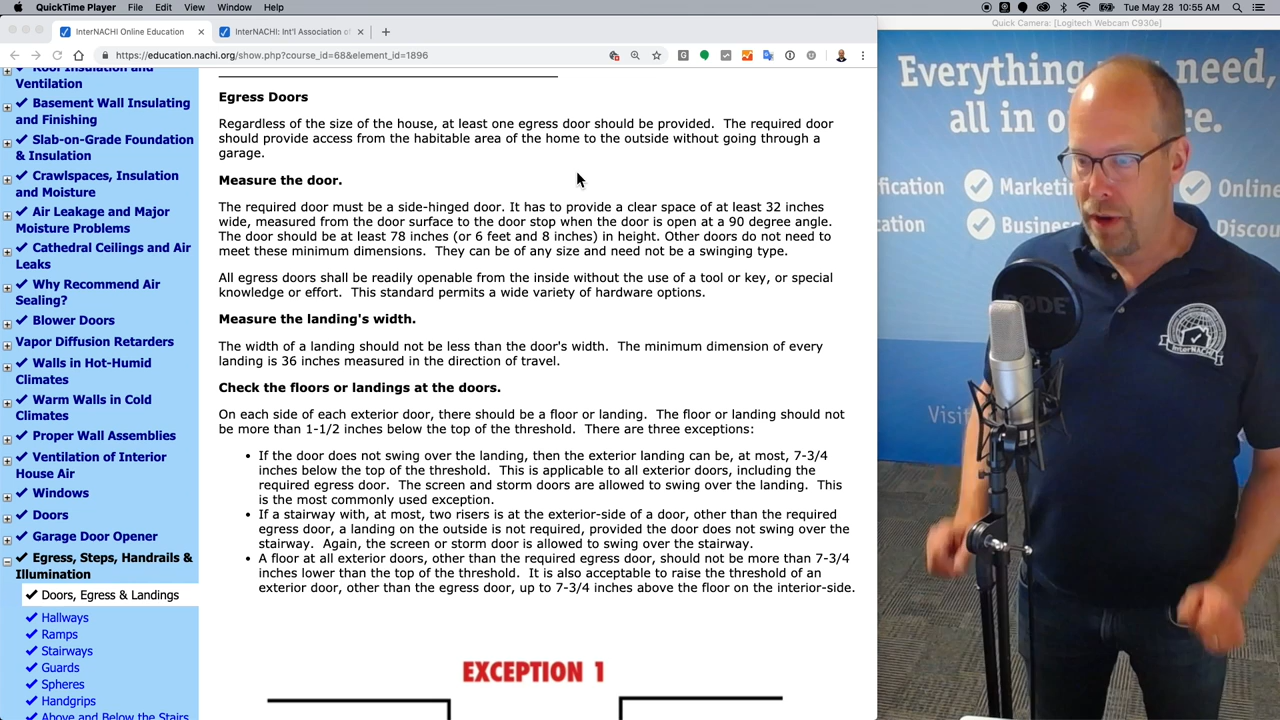 QuickTime Player File Edit View Window Help
Tue May 28 10:55 AM
Quick Camera: [Logitech Webcam C930e]
InterNACHI Online Education
InterNACHI: Int'l Association of
https://education.nachi.org/show.php?course_id=68&element_id=1896
Roof Insulation and
Ventilation
Basement Wall Insulating
and Finishing
Slab-on-Grade Foundation
& Insulation
Crawlspaces, Insulation
and Moisture
Air Leakage and Major
Moisture Problems
Cathedral Ceilings and Air
Leaks
Why Recommend Air
Sealing?
Blower Doors
Vapor Diffusion Retarders
Walls in Hot-Humid
Climates
Warm Walls in Cold
Climates
Proper Wall Assemblies
Ventilation of Interior
House Air
Windows
Doors
Garage Door Opener
Egress, Steps, Handrails &
Illumination
Doors, Egress & Landings
Hallways
Ramps
Stairways
Guards
Spheres
Handgrips
Above and Below the Stairs
Egress Doors
Regardless of the size of the house, at least one egress door should be provided. The required door
should provide access from the habitable area of the home to the outside without going through a
garage.
Measure the door.
The required door must be a side-hinged door. It has to provide a clear space of at least 32 inches
wide, measured from the door surface to the door stop when the door is open at a 90 degree angle.
The door should be at least 78 inches (or 6 feet and 8 inches) in height. Other doors do not need to
meet these minimum dimensions. They can be of any size and need not be a swinging type.
All egress doors shall be readily openable from the inside without the use of a tool or key, or special
knowledge or effort. This standard permits a wide variety of hardware options.
Measure the landing's width.
The width of a landing should not be less than the door's width. The minimum dimension of every
landing is 36 inches measured in the direction of travel.
Check the floors or landings at the doors.
On each side of each exterior door, there should be a floor or landing. The floor or landing should not
be more than 1-1/2 inches below the top of the threshold. There are three exceptions:
• If the door does not swing over the landing, then the exterior landing can be, at most, 7-3/4
inches below the top of the threshold. This is applicable to all exterior doors, including the
required egress door. The screen and storm doors are allowed to swing over the landing. This
is the most commonly used exception.
• If a stairway with, at most, two risers is at the exterior-side of a door, other than the required
egress door, a landing on the outside is not required, provided the door does not swing over the
stairway. Again, the screen or storm door is allowed to swing over the stairway.
• A floor at all exterior doors, other than the required egress door, should not be more than 7-3/4
inches lower than the top of the threshold. It is also acceptable to raise the threshold of an
exterior door, other than the egress door, up to 7-3/4 inches above the floor on the interior-side.
EXCEPTION 1
Everything need,
all in
Marketi
Online
Busines
Discou
Visit
RØDE
InterNACHI